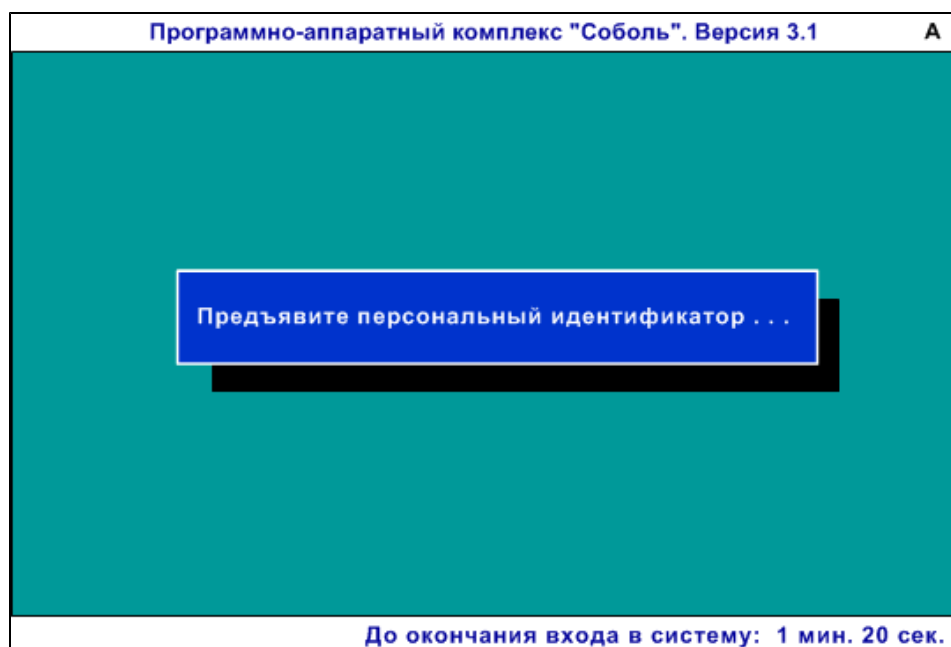 Программно-аппаратный комплекс "Соболь". Версия 3.1 А
Предъявите персональный идентификатор . . .
До окончания входа в систему: 1 мин. 20 сек.